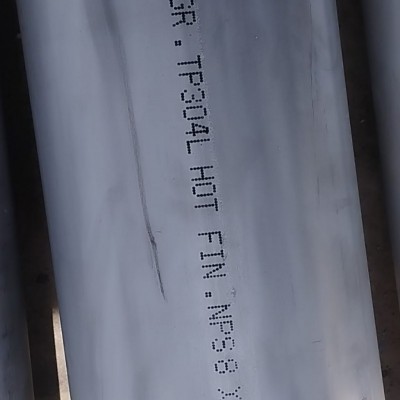 GR. TP304L HOT FIN. NPS8 X